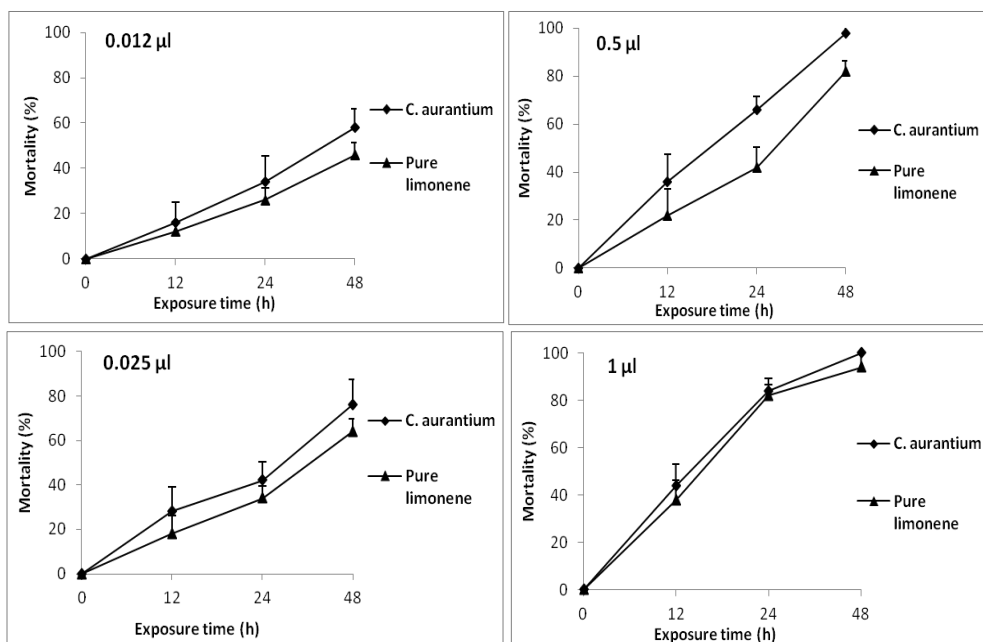 0.012 µl
100
80
60
40
20
0
Mortality (%)
0 12 24 48
Exposure time (h)
C. aurantium
Pure
limonene
0.5 µl
100
80
60
40
20
0
Mortality (%)
0 12 24 48
Exposure time (h)
C. aurantium
Pure
limonene
0.025 µl
100
80
60
40
20
0
Mortality (%)
0 12 24 48
Exposure time (h)
C. aurantium
Pure
limonene
1 µl
100
80
60
40
20
0
Mortality (%)
0 12 24 48
Exposure time (h)
C. aurantium
Pure
limonene